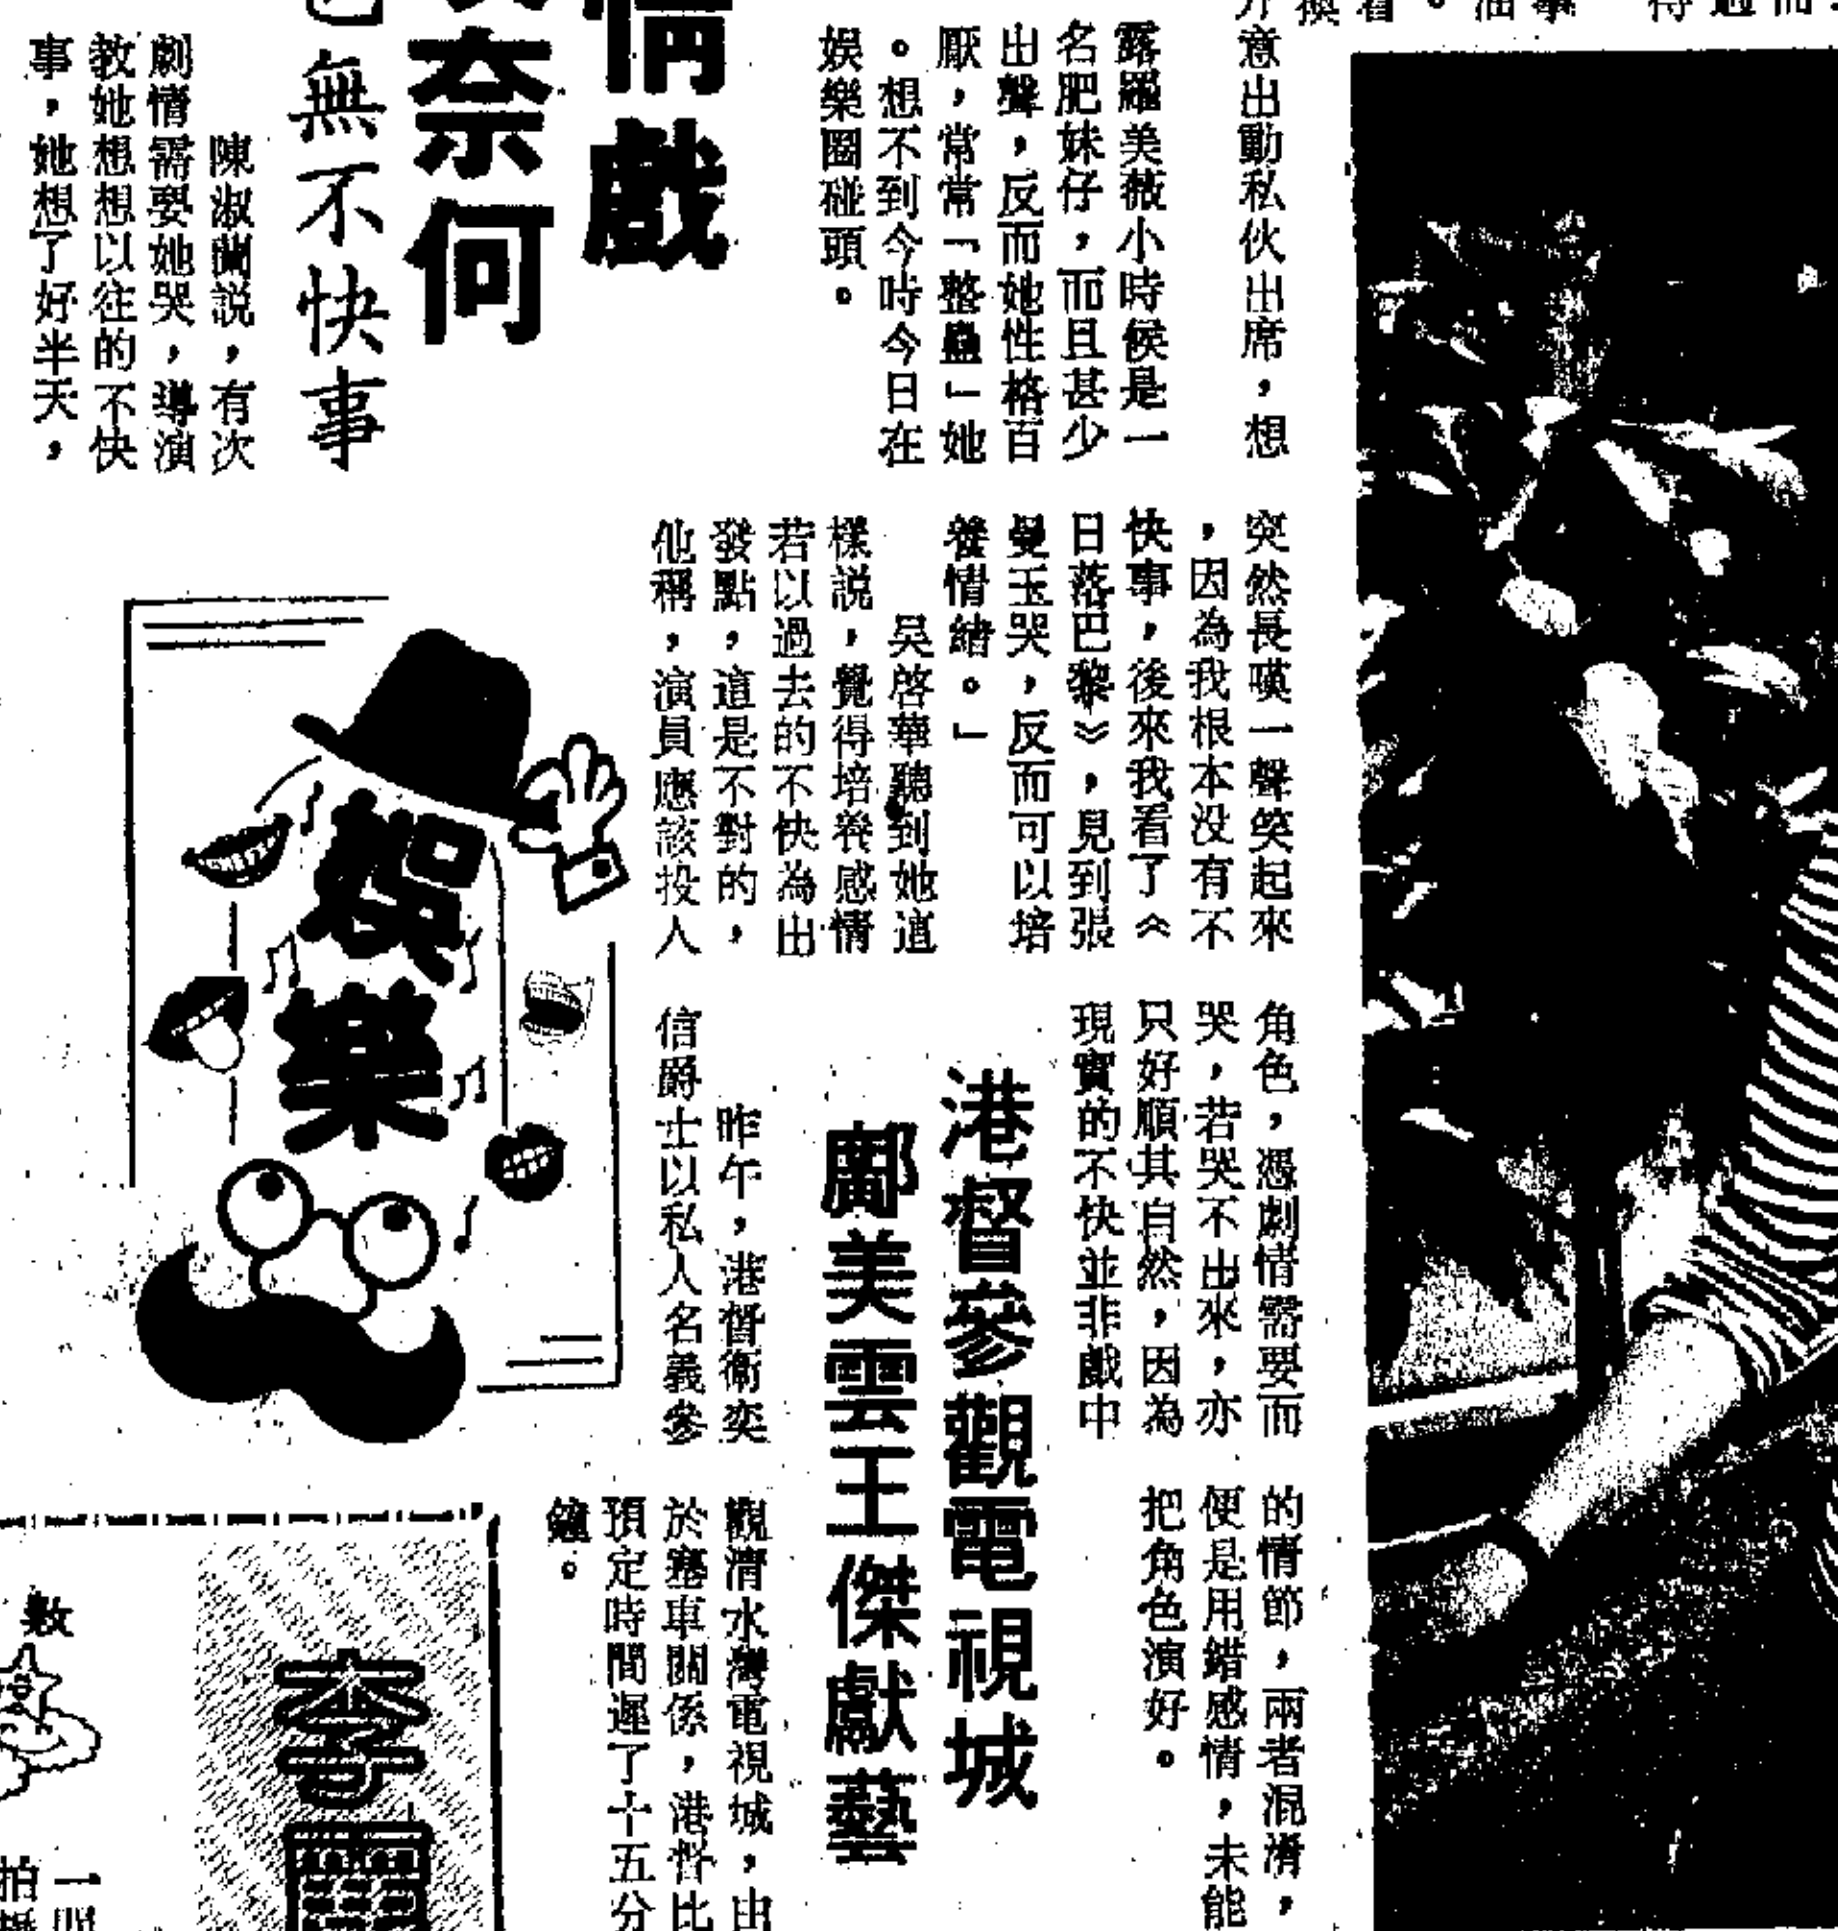 意出動私伙出席，想
露羅美薇小時侯是一
名肥妹仔，而且甚少
出聲，反而她性格百
厭，常常「整蠱」她
。想不到今時今日在
娛樂圈碰頭。
情戲
奈何
無不快事
陳淑蘭説，有次
劇情需要她哭，導演
教她想想以往的不快
事，她想了好半天，
突然長嘆一聲笑起來
，因為我根本没有不
快事，後來我看了《
日落巴黎》，見到張
曼玉哭，反而可以培
養情緒。」
吴啓華聽到她這
樣説，覺得培養感情
若以過去的不快為出
發點，這是不對的，
他稱，演員應該投人
角色，憑劇情需要而
哭，若哭不出來，亦
只好順其自然，因為
現實的不快並非戲中
的情節，兩者混淆，
便是用錯感情，未能
把角色演好。
娛樂
港督參觀電視城
鄺美雲王傑獻藝
昨午，港督衞奕
信爵士以私人名義參
觀清水灣電視城，由
於塞車關係，港督比
預定時間遲了十五分
鐘。
數
李
一
拍